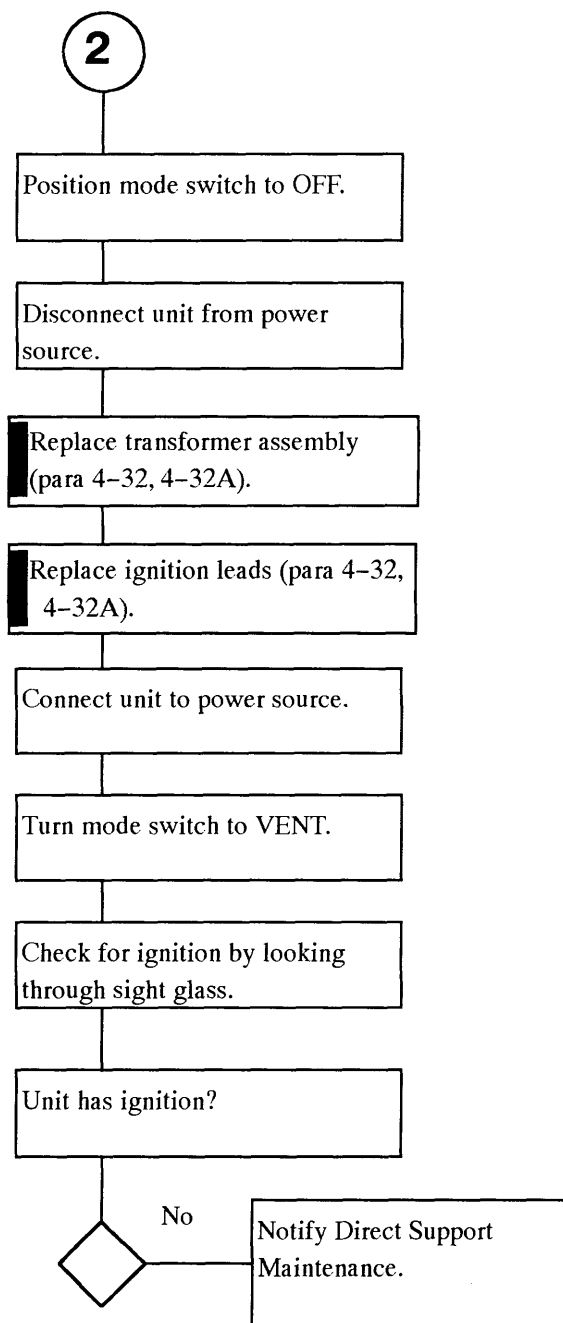 2
Position mode switch to OFF.
Disconnect unit from power
source.
Replace transformer assembly
(para 4–32, 4–32A).
Replace ignition leads (para 4–32,
4–32A).
Connect unit to power source.
Turn mode switch to VENT.
Check for ignition by looking
through sight glass.
Unit has ignition?
No
Notify Direct Support
Maintenance.